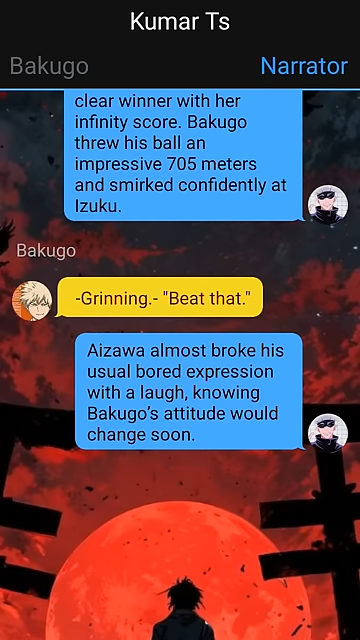 Kumar Ts
Bakugo
Narrator
clear winner with her
infinity score. Bakugo
threw his ball an
impressive 705 meters
and smirked confidently at
Izuku.
Bakugo
-Grinning.- "Beat that."
Aizawa almost broke his
usual bored expression
with a laugh, knowing
Bakugo’s attitude would
change soon.